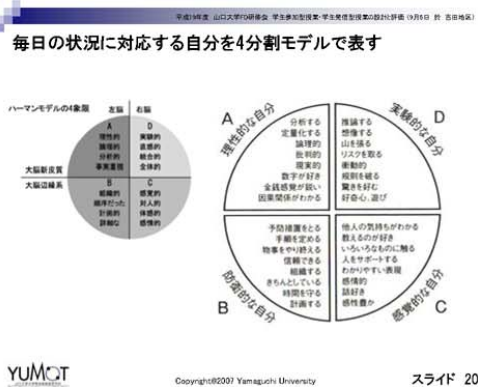 平成19年度 山口大学FD研修会 学生参加型授業・学生発信型授業の設計と評価（9月6日 於 吉田地区）
毎日の状況に対応する自分を4分割モデルで表す
ハーマンモデルの4象限
左脳 右脳
大脳新皮質
大脳辺縁系
A
理性的
論理的
分析的
事実重視
D
実験的
直感的
統合的
全体的
B
組織的
順序だった
計画的
詳細な
C
感覚的
対人的
体感的
感情的
A
理性的な自分
分析する
定量化する
論理的
批判的
現実的
数字が好き
金銭感覚が鋭い
因果関係がわかる
D
実験的な自分
推論する
想像する
山を張る
リスクを取る
衝動的
規則を破る
驚きを好む
好奇心、遊び
B
防衛的な自分
予防措置をとる
手順を定める
物事をやり終える
信頼できる
組織する
きちんとしている
時間を守る
計画する
C
感覚的な自分
他人の気持ちがわかる
教えるのが好き
いろいろなものに触る
人をサポートする
わかりやすい表現
感情的
話好き
感性豊か
YUMOT
Copyright@2007 Yamaguchi University
スライド 20